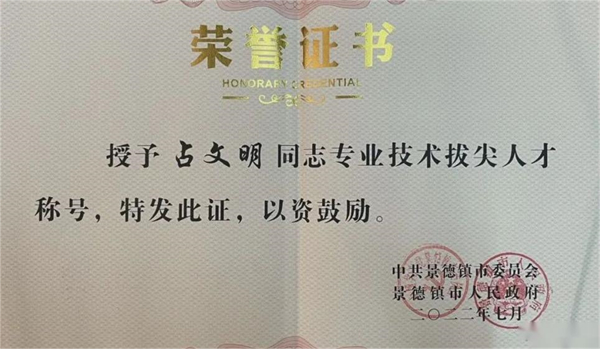 荣誉证书
HONORARY CREDENTIAL
授予占文明同志专业技术拔尖人才
称号，特发此证，以资鼓励。
中共景德镇市委员会
景德镇市人民政府
二〇二二年七月